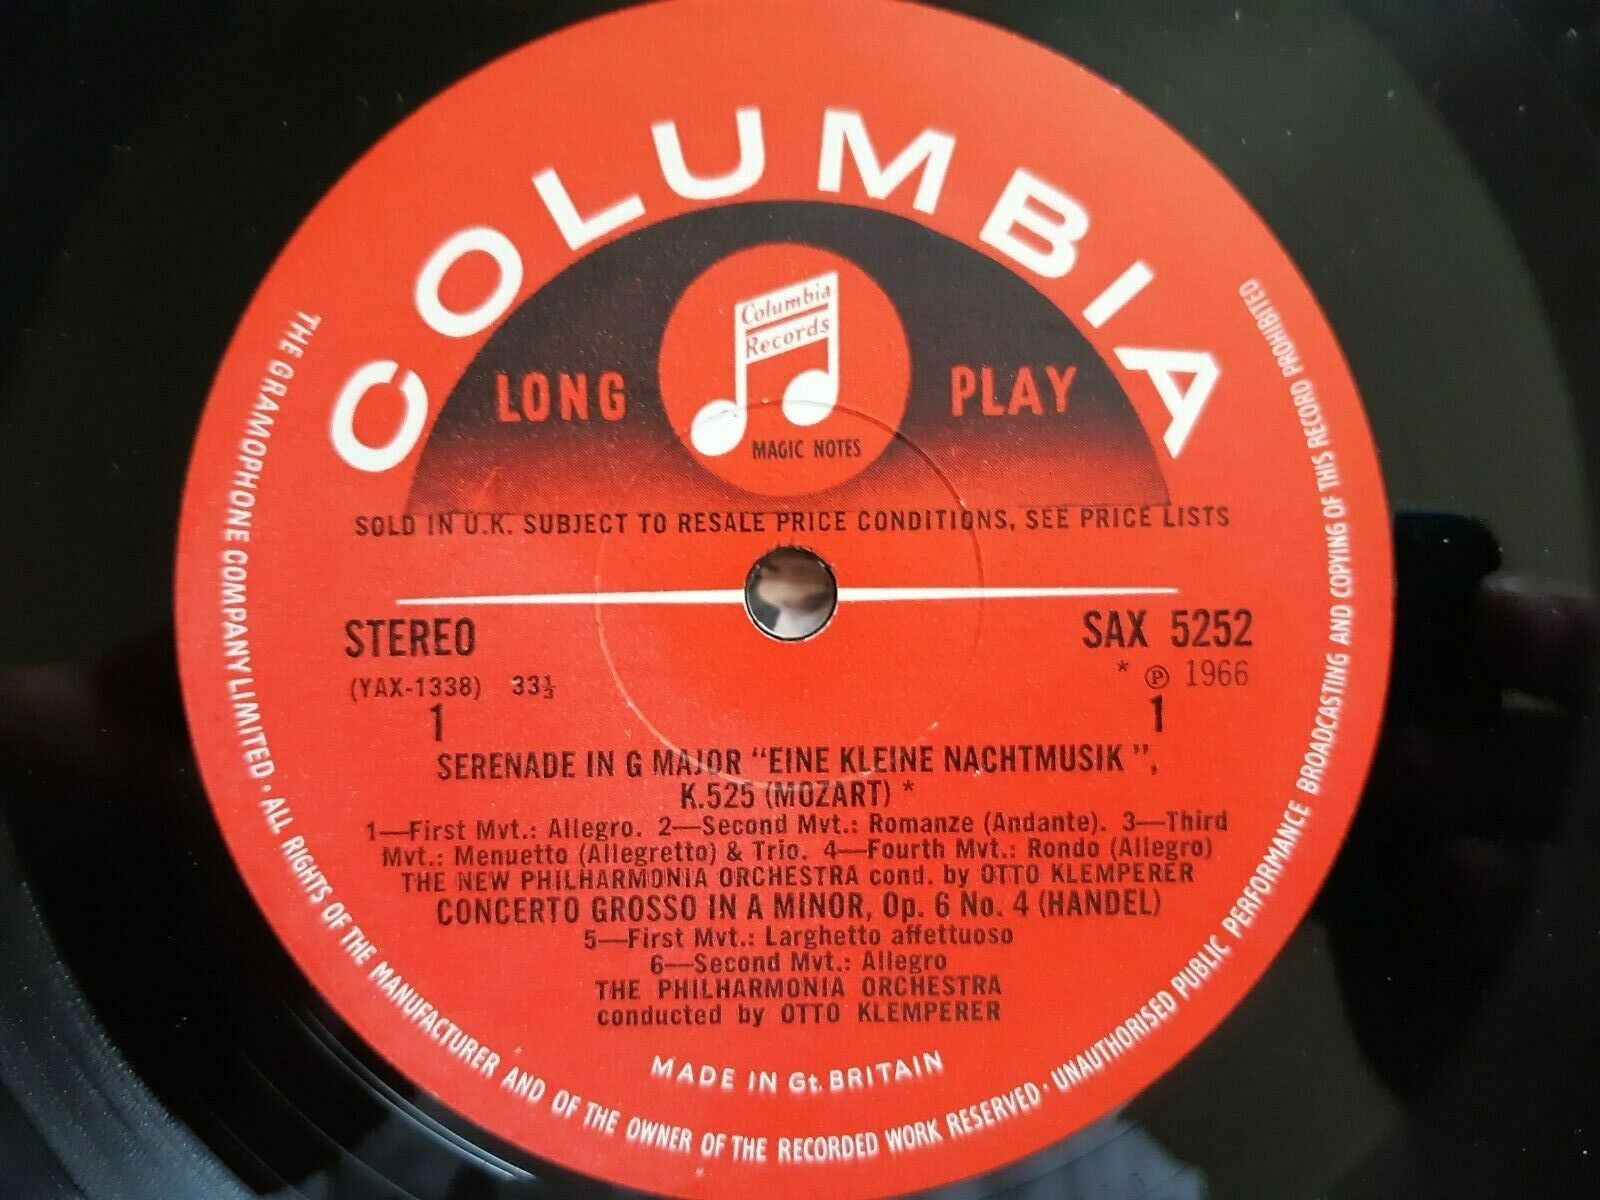 COLUMBIA
Columbia
Records
LONG PLAY
MAGIC NOTES
SOLD IN U.K. SUBJECT TO RESALE PRICE CONDITIONS, SEE PRICE LISTS
STEREO SAX 5252
(YAX-1338) 33⅓ * ℗ 1966
1 1
SERENADE IN G MAJOR "EINE KLEINE NACHTMUSIK",
K.525 (MOZART) *
1—First Mvt.: Allegro. 2—Second Mvt.: Romanze (Andante). 3—Third
Mvt.: Menuetto (Allegretto) & Trio. 4—Fourth Mvt.: Rondo (Allegro)
THE NEW PHILHARMONIA ORCHESTRA cond. by OTTO KLEMPERER
CONCERTO GROSSO IN A MINOR, Op. 6 No. 4 (HANDEL)
5—First Mvt.: Larghetto affettuoso
6—Second Mvt.: Allegro
THE PHILHARMONIA ORCHESTRA
conducted by OTTO KLEMPERER
MADE IN Gt. BRITAIN
THE GRAMOPHONE COMPANY LIMITED · ALL RIGHTS OF THE MANUFACTURER AND OF THE OWNER OF THE RECORDED WORK RESERVED · UNAUTHORISED PUBLIC PERFORMANCE BROADCASTING AND COPYING OF THIS RECORD PROHIBITED